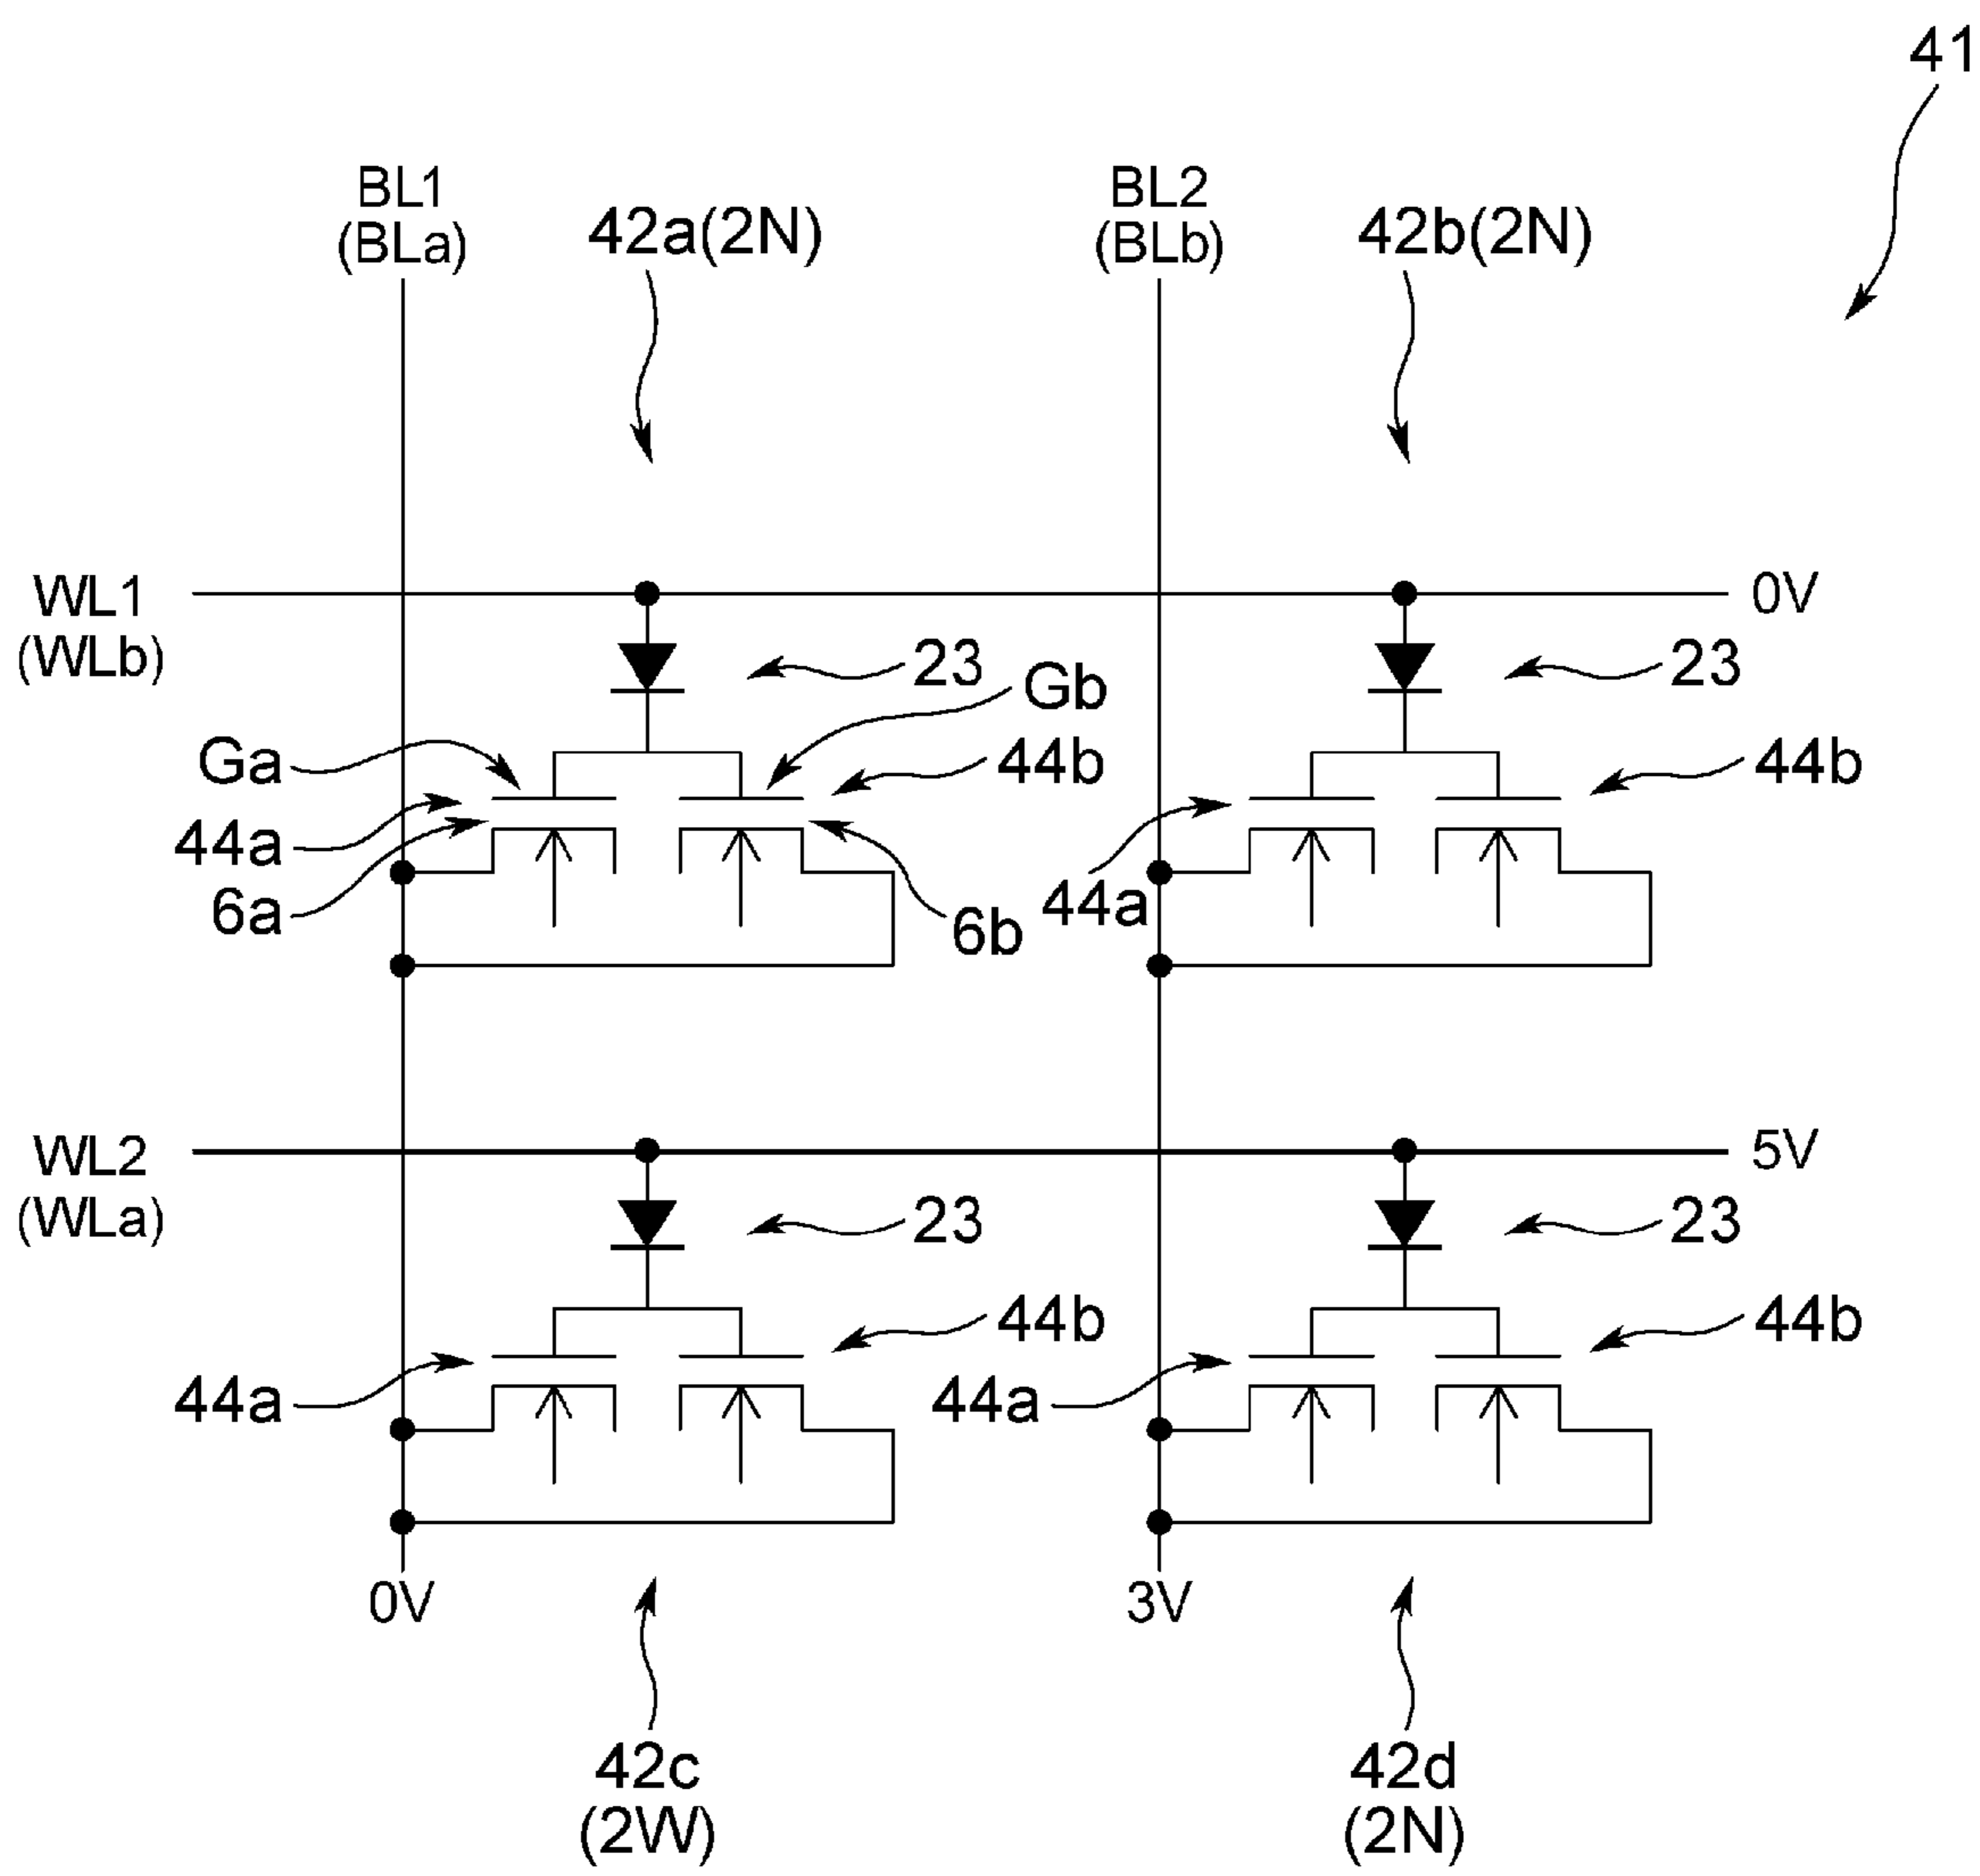 41
BL1
(BLa)
42a(2N)
BL2
(BLb)
42b(2N)
WL1
(WLb)
0V
23
Gb
23
Ga
44b
44b
44a
6a
6b
44a
WL2
(WLa)
5V
23
23
44b
44b
44a
44a
0V
3V
42c
(2W)
42d
(2N)